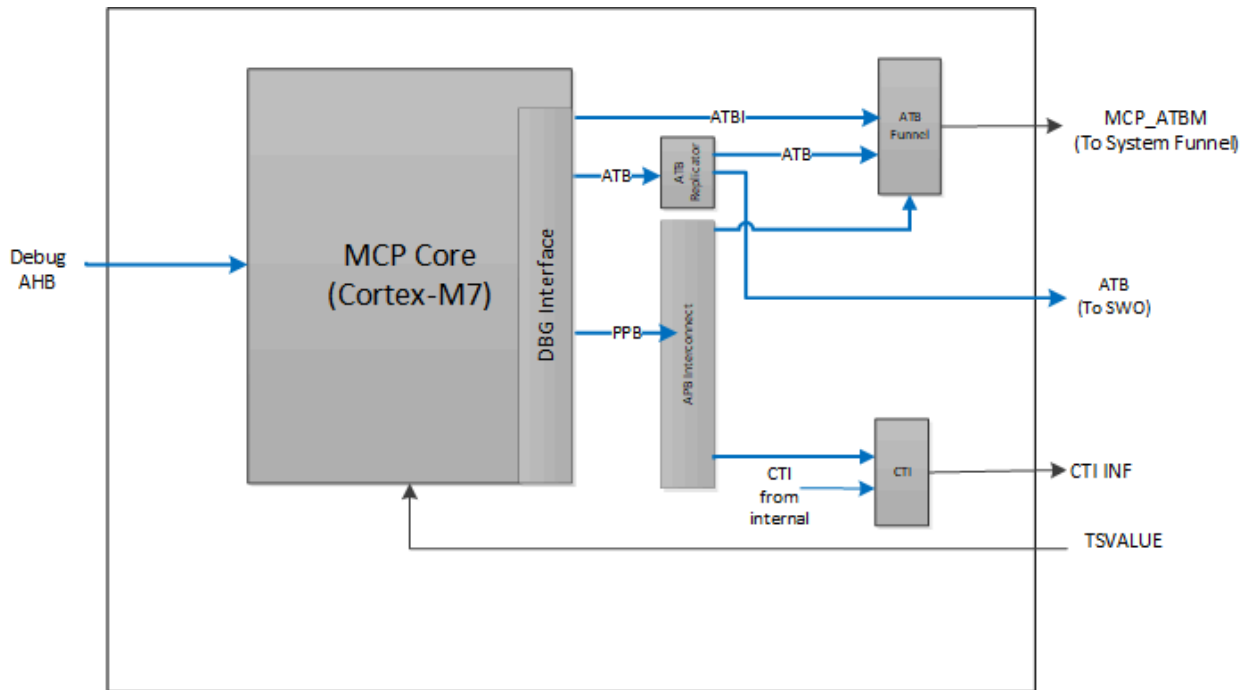 ATBI
ATB
Funnel
MCP_ATBM
(To System Funnel)
ATB
ATB
Replicator
ATB
MCP Core
(Cortex-M7)
DBG Interface
Debug
AHB
PPB
APB Interconnect
ATB
(To SWO)
CTI
from
internal
CTI
CTI INF
TSVALUE